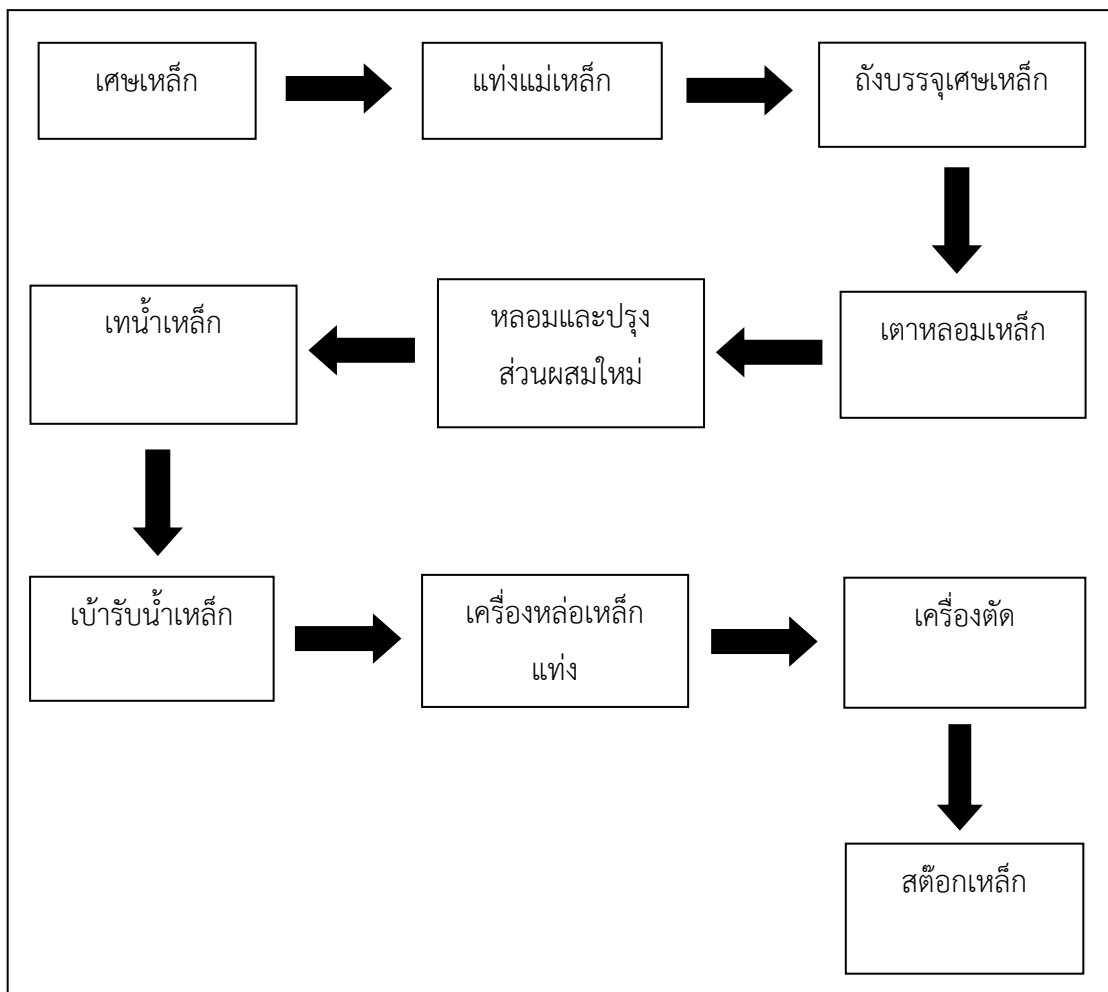 เศษเหล็ก
แท่งแม่เหล็ก
ถังบรรจุเศษเหล็ก
เตาหลอมเหล็ก
หลอมและปรุง
ส่วนผสมใหม่
เทน้ำเหล็ก
เบ้ารับน้ำเหล็ก
เครื่องหล่อเหล็ก
แท่ง
เครื่องตัด
สต๊อกเหล็ก